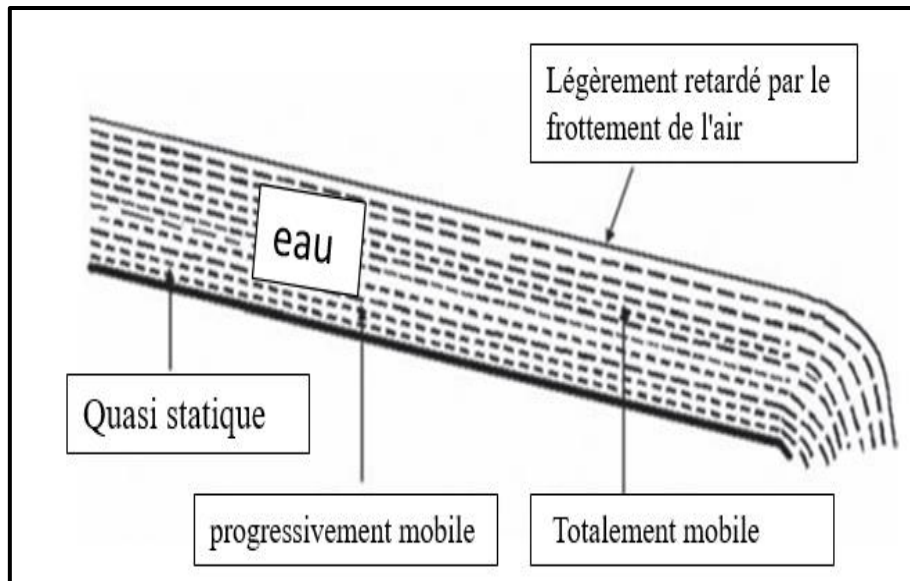 Légèrement retardé par le
frottement de l'air
eau
Quasi statique
progressivement mobile
Totalement mobile